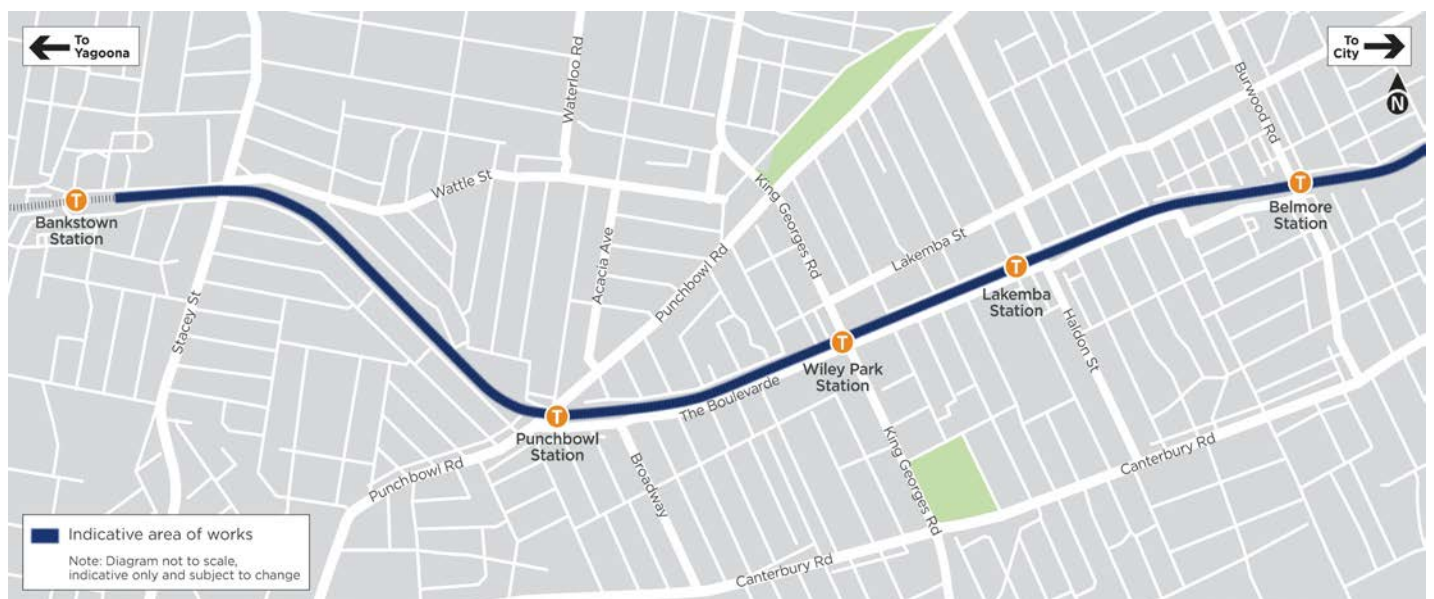 To
Yagoona
To
City
N
Waterloo Rd
Burwood Rd
Wattle St
King Georges Rd
Bankstown
Station
T
T
Belmore
Station
Acacia Ave
Punchbowl Rd
Lakemba St
T
Lakemba
Station
Stacey St
Haldon St
T
Wiley Park
Station
The Boulevarde
T
Punchbowl
Station
Punchbowl Rd
Broadway
King Georges Rd
Canterbury Rd
Canterbury Rd
Indicative area of works
Note: Diagram not to scale,
indicative only and subject to change